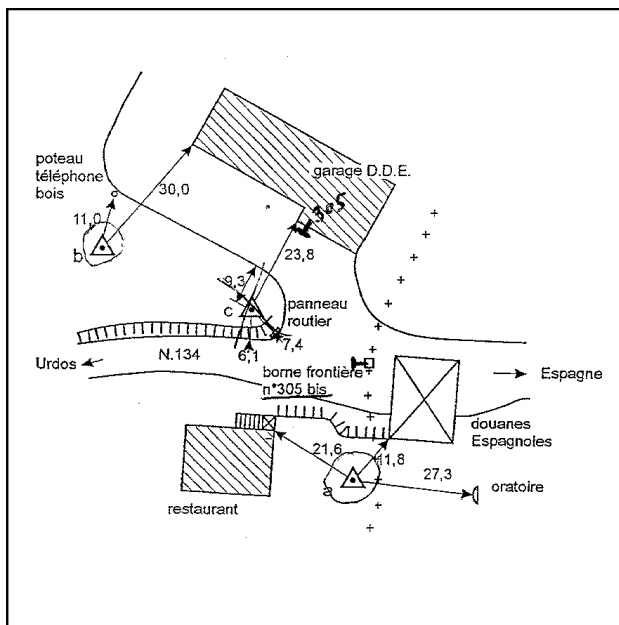 poteau
téléphone
bois
garage D.D.E.
30,0
11,0
305
b
23,8
9,3
c
panneau
routier
7,4
Urdos
N.134
6,1
borne frontière
n°305 bis
Espagne
douanes
Espagnoles
21,6
11,8
27,3
a
oratoire
restaurant